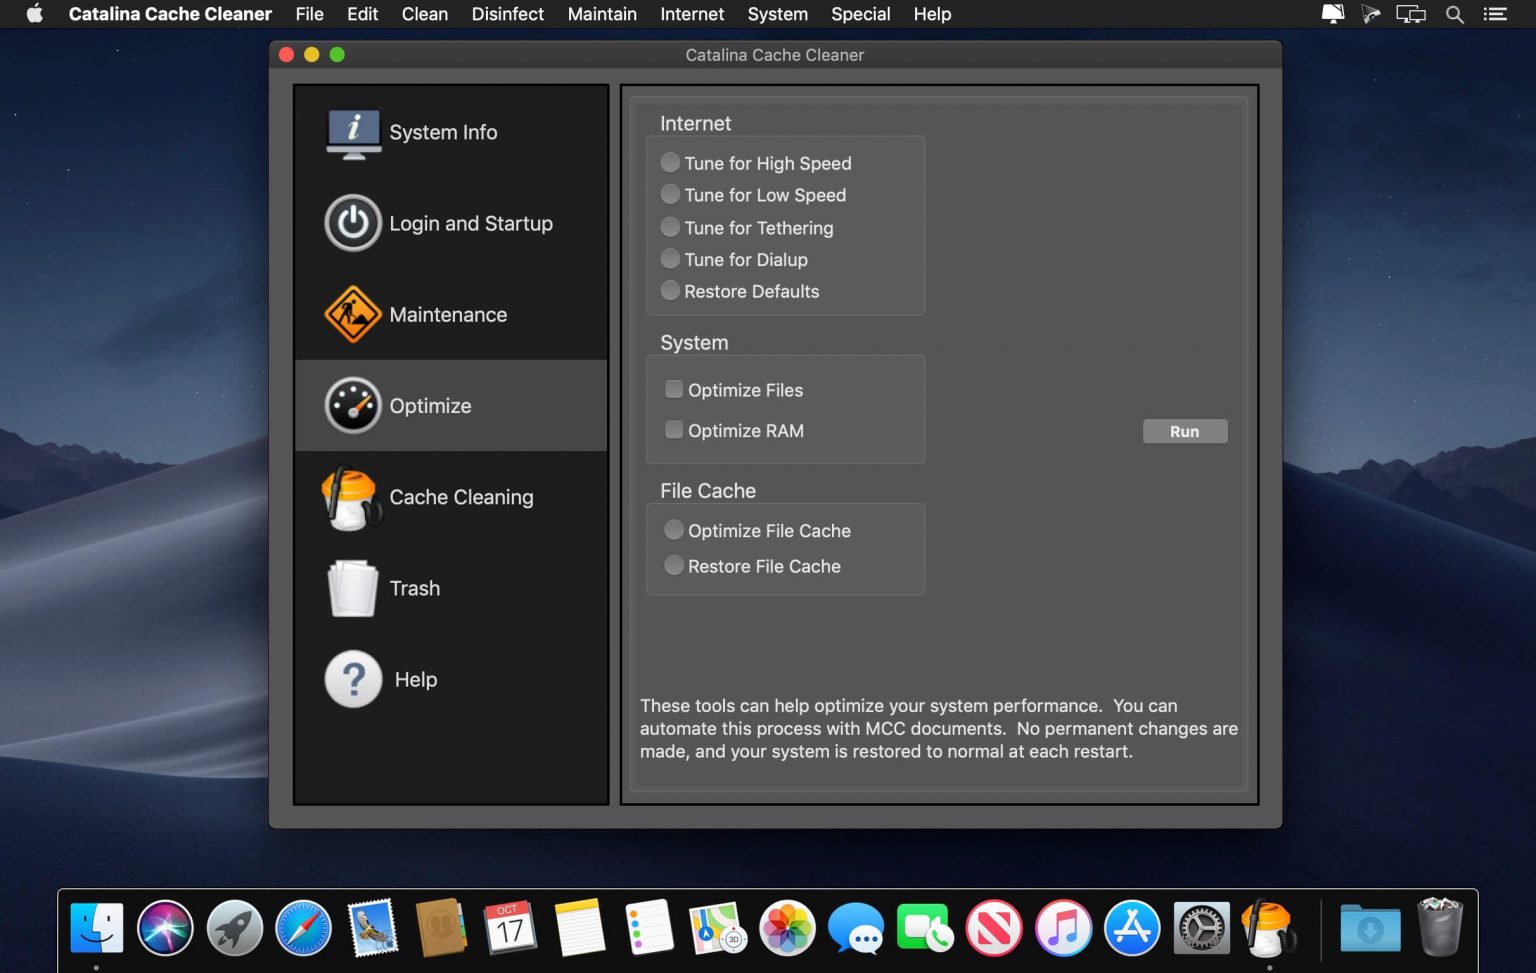 Catalina Cache Cleaner File Edit Clean Disinfect Maintain Internet System Special Help
Catalina Cache Cleaner
System Info
Login and Startup
Maintenance
Optimize
Cache Cleaning
Trash
Help
Internet
Tune for High Speed
Tune for Low Speed
Tune for Tethering
Tune for Dialup
Restore Defaults
System
Optimize Files
Optimize RAM
Run
File Cache
Optimize File Cache
Restore File Cache
These tools can help optimize your system performance. You can
automate this process with MCC documents. No permanent changes are
made, and your system is restored to normal at each restart.
OCT
17
3D